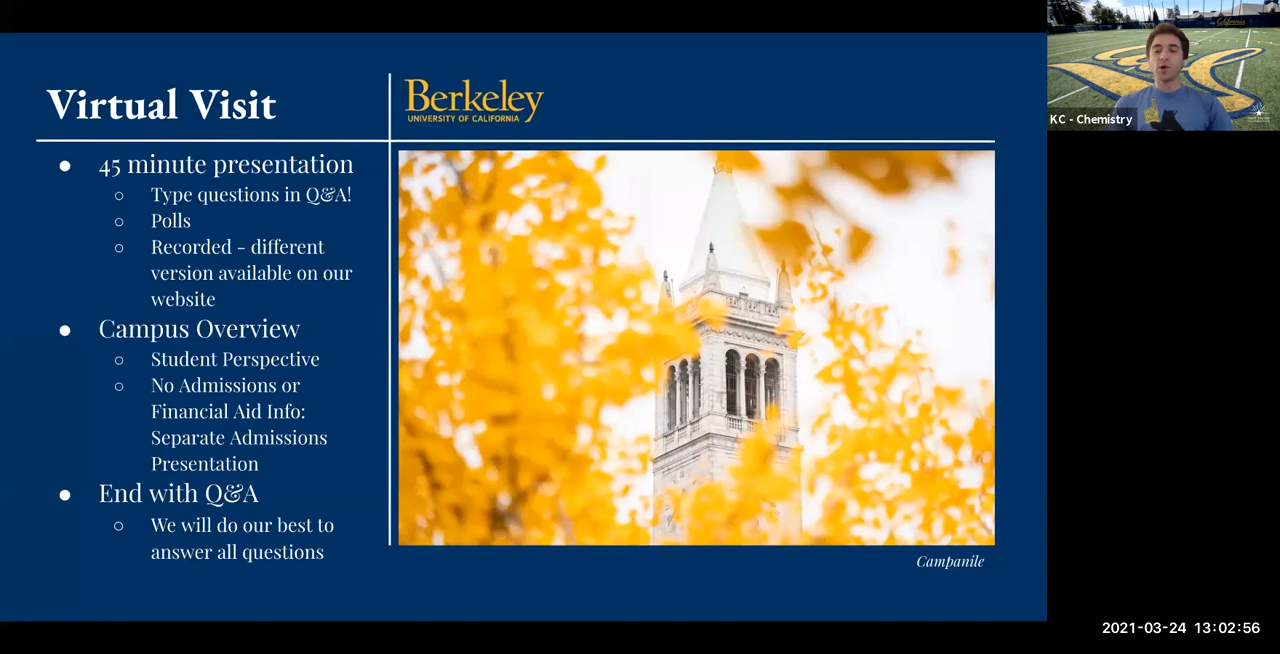 Virtual Visit
Berkeley
UNIVERSITY OF CALIFORNIA
● 45 minute presentation
○ Type questions in Q&A!
○ Polls
○ Recorded - different
version available on our
website
● Campus Overview
○ Student Perspective
○ No Admissions or
Financial Aid Info:
Separate Admissions
Presentation
● End with Q&A
○ We will do our best to
answer all questions
Campanile
California
Cal
KC - Chemistry
2021-03-24 13:02:56